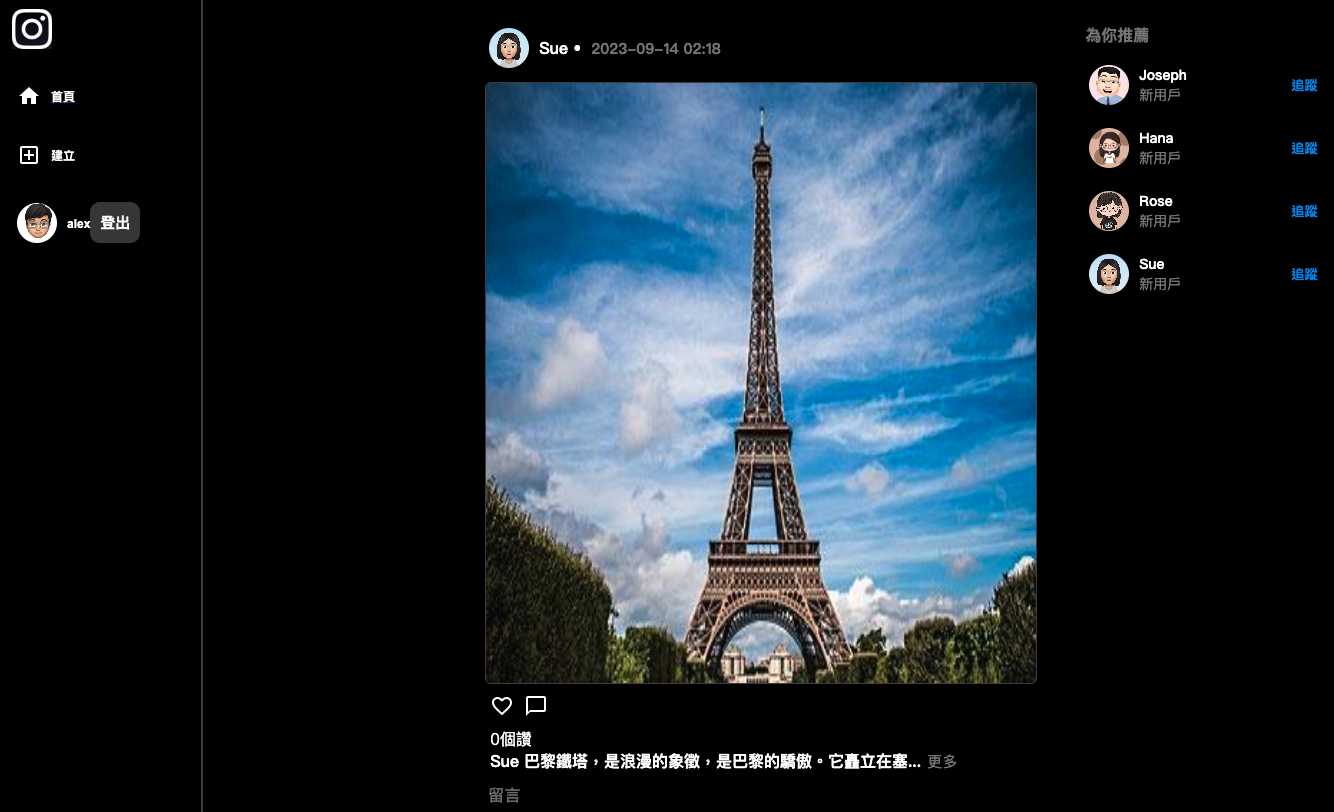 首頁
建立
alex 登出
Sue • 2023-09-14 02:18
0個讚
Sue 巴黎鐵塔，是浪漫的象徵，是巴黎的驕傲。它矗立在塞... 更多
留言
為你推薦
Joseph
新用戶
追蹤
Hana
新用戶
追蹤
Rose
新用戶
追蹤
Sue
新用戶
追蹤